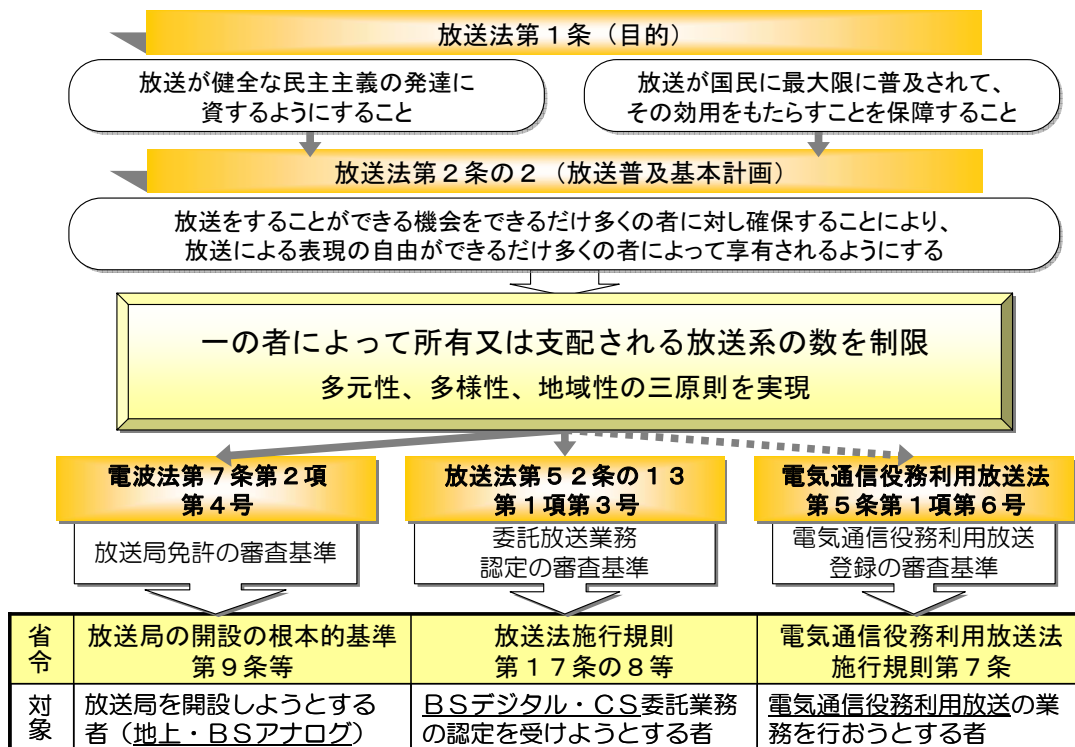 放送法第１条（目的）
放送が健全な民主主義の発達に
資するようにすること
放送が国民に最大限に普及されて、
その効用をもたらすことを保障すること
放送法第２条の２（放送普及基本計画）
放送をすることができる機会をできるだけ多くの者に対し確保することにより、
放送による表現の自由ができるだけ多くの者によって享有されるようにする
一の者によって所有又は支配される放送系の数を制限
多元性、多様性、地域性の三原則を実現
電波法第７条第２項
第４号
放送局免許の審査基準
放送法第５２条の１３
第１項第３号
委託放送業務
認定の審査基準
電気通信役務利用放送法
第５条第１項第６号
電気通信役務利用放送
登録の審査基準
省令
放送局の開設の根本的基準
第９条等
放送法施行規則
第１７条の８等
電気通信役務利用放送法
施行規則第７条
対象
放送局を開設しようとする
者（地上・ＢＳアナログ）
ＢＳデジタル・ＣＳ委託業務
の認定を受けようとする者
電気通信役務利用放送の業
務を行おうとする者